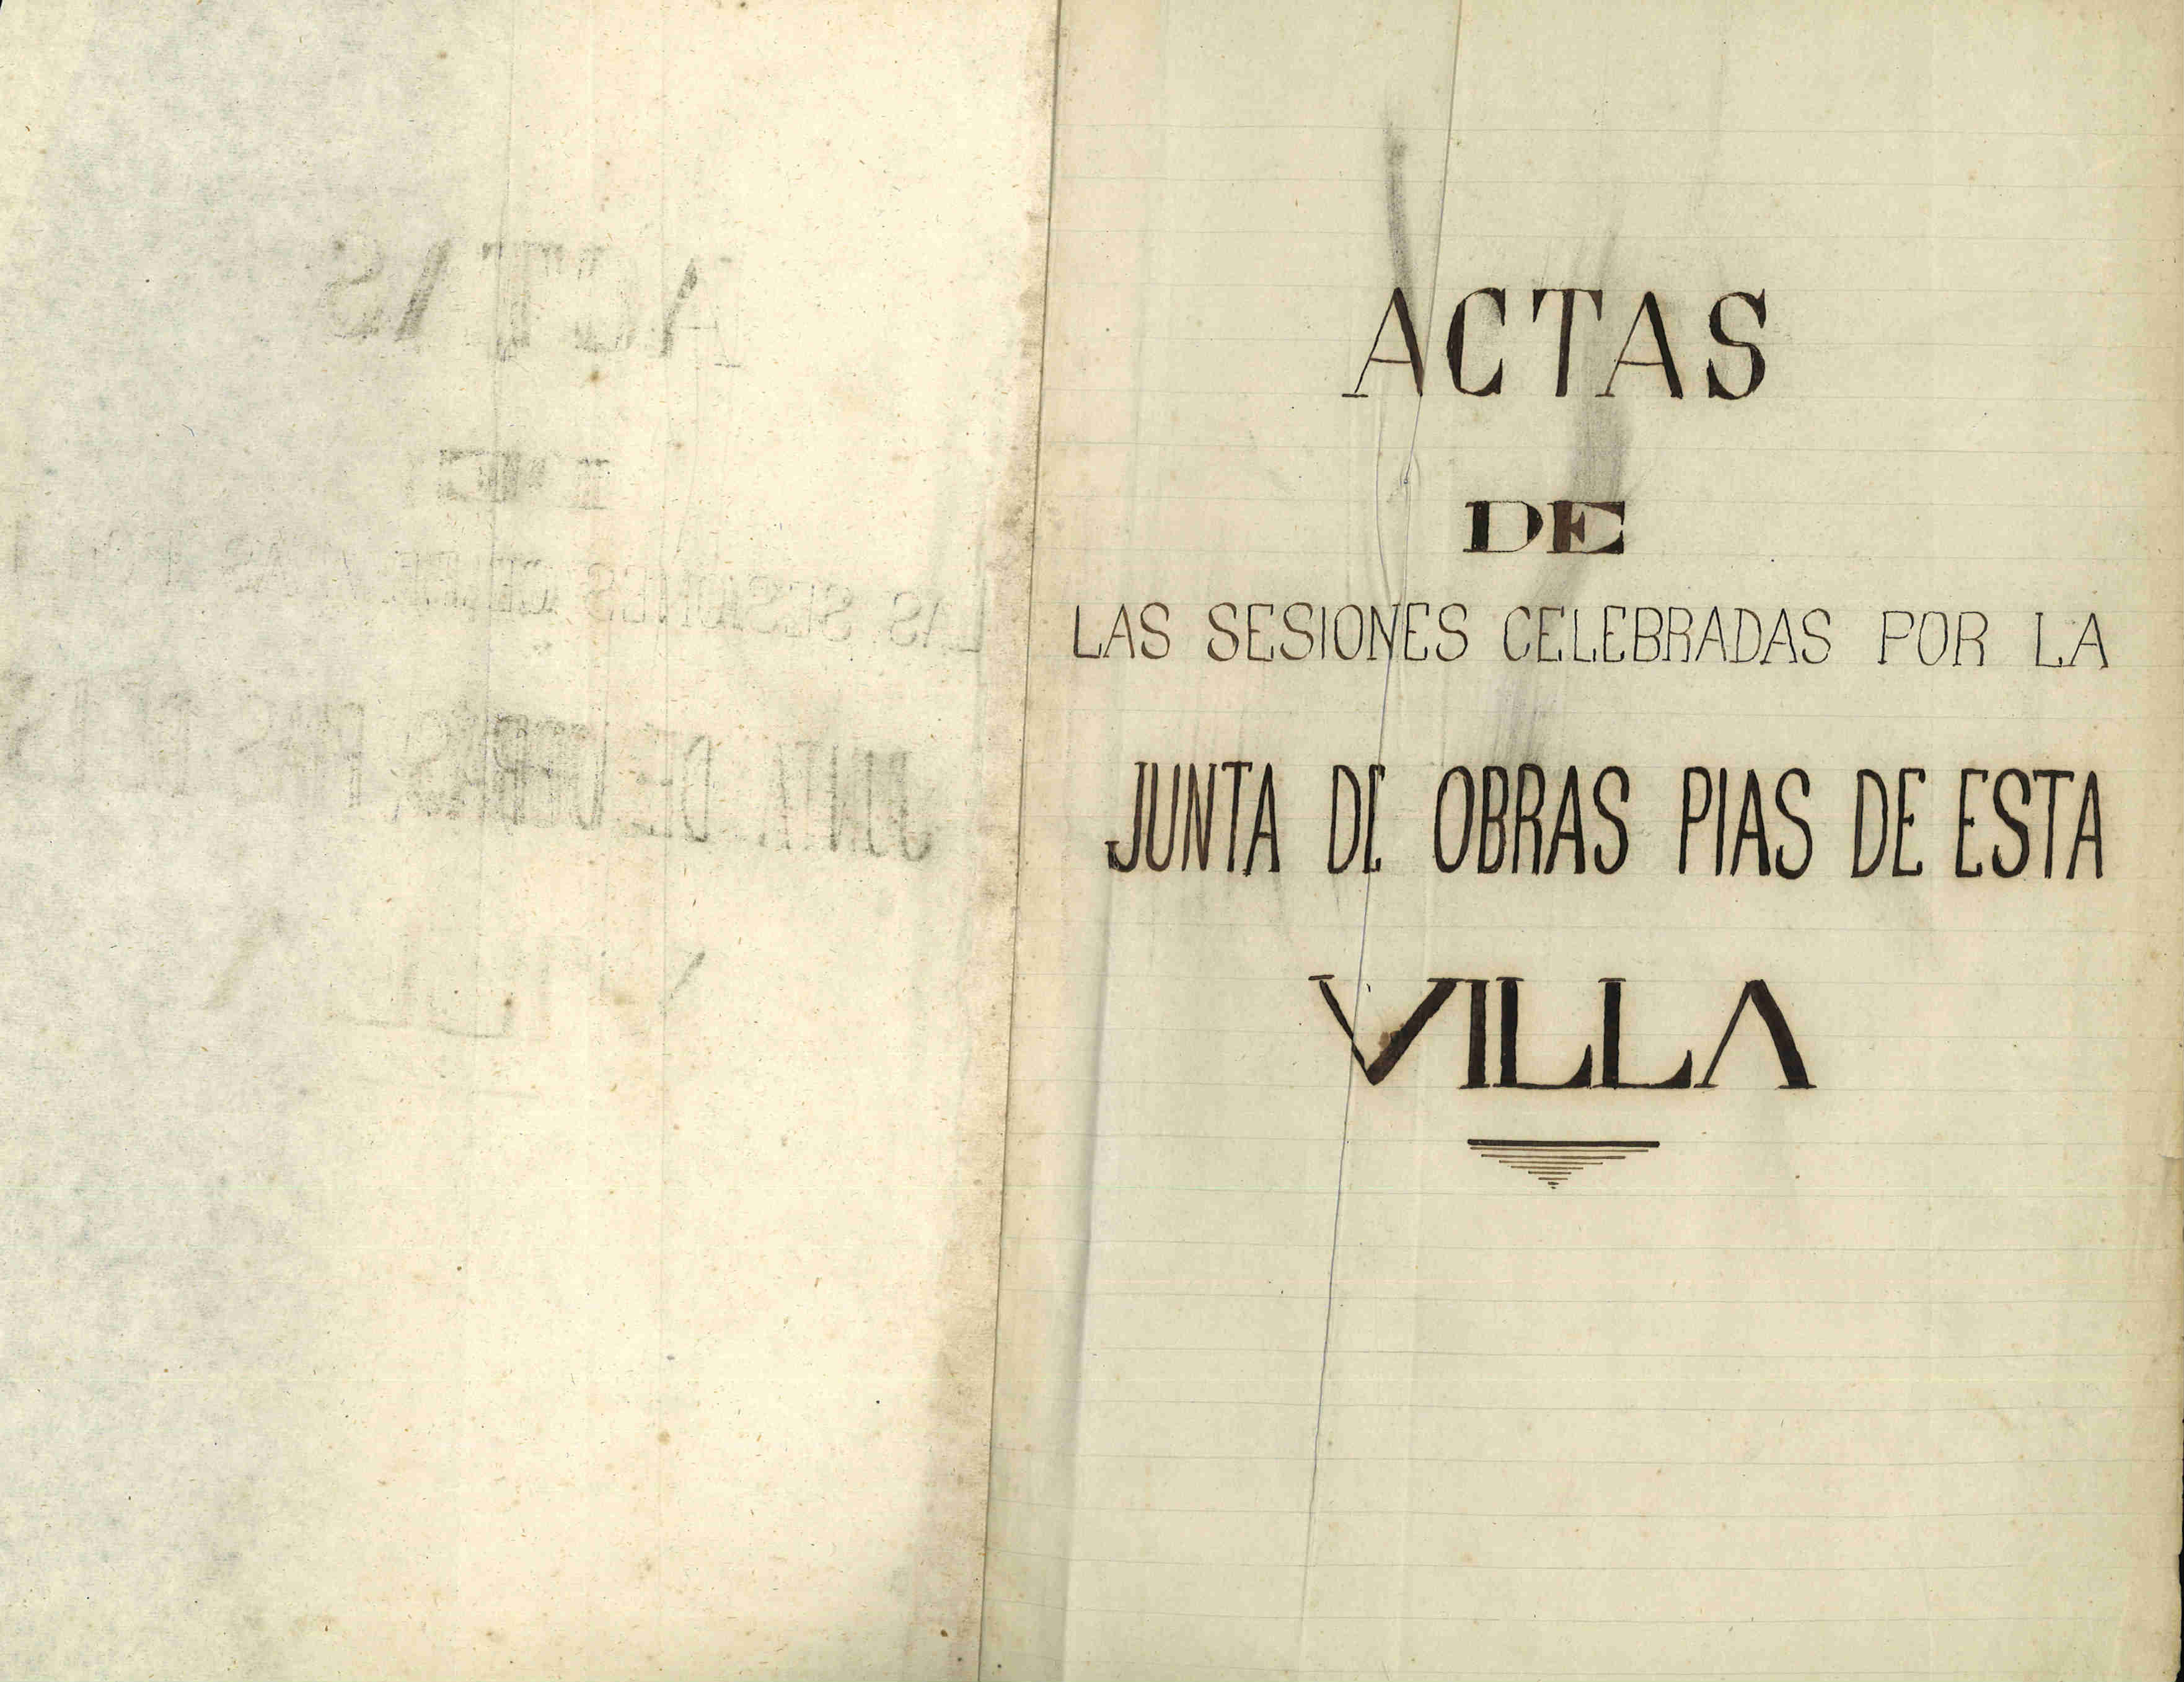 ACTAS
DE
LAS SESIONES CELEBRADAS POR LA
JUNTA DE OBRAS PIAS DE ESTA
VILLA